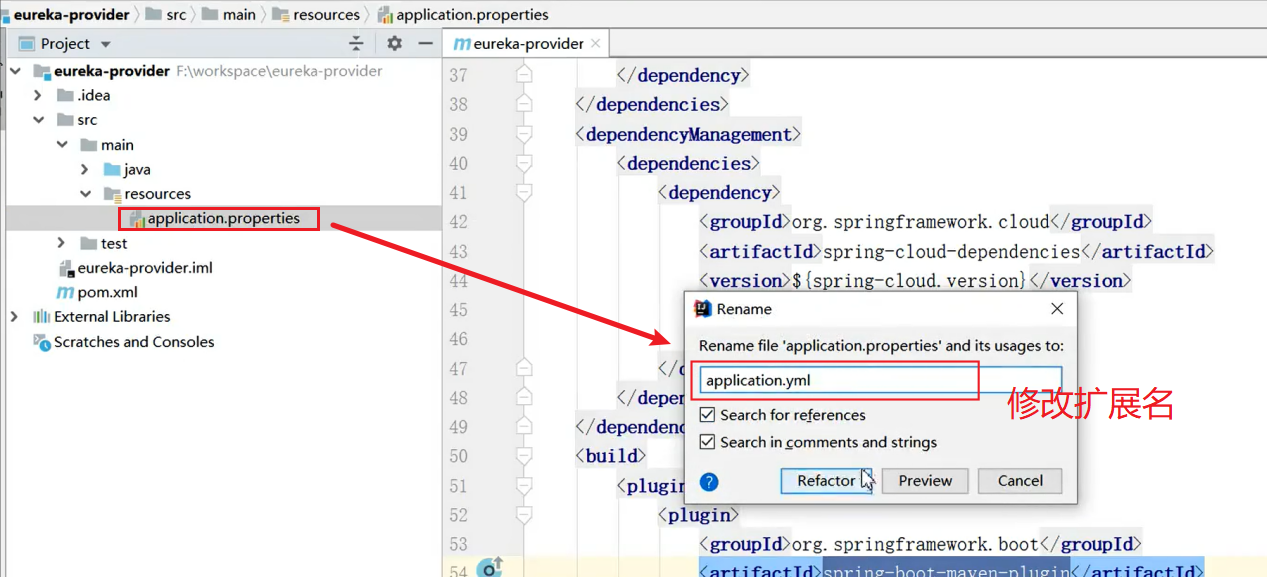 eureka-provider src main resources application.properties
Project
eureka-provider F:\workspace\eureka-provider
.idea
src
main
java
resources
application.properties
test
eureka-provider.iml
pom.xml
External Libraries
Scratches and Consoles
eureka-provider
37 </dependency>
38 </dependencies>
39 <dependencyManagement>
40 <dependencies>
41 <dependency>
42 <groupId>org.springframework.cloud</groupId>
43 <artifactId>spring-cloud-dependencies</artifactId>
44 <version>${spring-cloud.version}</version>
45
46
47 </d
48 </depen
49 </dependenc
50 <build>
51 <plugin
52 <plugin>
53 <groupId>org.springframework.boot</groupId>
54 <artifactId>spring-boot-maven-plugin</artifactId>
Rename
Rename file 'application.properties' and its usages to:
application.yml
Search for references
Search in comments and strings
? Refactor Preview Cancel
修改扩展名